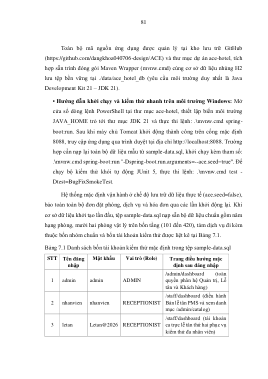 81
Toàn bộ mã nguồn ứng dụng được quản lý tại kho lưu trữ GitHub
(https://github.com/dangkhoi040706-design/ACE) và thư mục dự án ace-hotel, tích
hợp sẵn trình đóng gói Maven Wrapper (mvnw.cmd) cùng cơ sở dữ liệu nhúng H2
lưu tệp bền vững tại ./data/ace_hotel_db (yêu cầu môi trường duy nhất là Java
Development Kit 21 – JDK 21).
• Hướng dẫn khởi chạy và kiểm thử nhanh trên môi trường Windows: Mở
cửa sổ dòng lệnh PowerShell tại thư mục ace-hotel, thiết lập biến môi trường
JAVA_HOME trỏ tới thư mục JDK 21 và thực thi lệnh: .\mvnw.cmd spring-
boot:run. Sau khi máy chủ Tomcat khởi động thành công trên cổng mặc định
8088, truy cập ứng dụng qua trình duyệt tại địa chỉ http://localhost:8088. Trường
hợp cần nạp lại toàn bộ dữ liệu mẫu từ sample-data.sql, khởi chạy kèm tham số:
.\mvnw.cmd spring-boot:run "-Dspring-boot.run.arguments=--ace.seed=true". Để
chạy bộ kiểm thử tự động JUnit 5, thực thi lệnh: .\mvnw.cmd test -
Dtest=BugFixSmokeTest.
Hệ thống mặc định vận hành ở chế độ lưu trữ dữ liệu thực tế (ace.seed=false),
bảo toàn toàn bộ đơn đặt phòng, dịch vụ và hóa đơn qua các lần khởi động lại. Khi
cơ sở dữ liệu khởi tạo lần đầu, tệp sample-data.sql nạp sẵn bộ dữ liệu chuẩn gồm năm
hạng phòng, mười hai phòng vật lý trên bốn tầng (101 đến 420), tám dịch vụ đi kèm
thuộc bốn nhóm chuẩn và bốn tài khoản kiểm thử được liệt kê tại Bảng 7.1.
Bảng 7.1 Danh sách bốn tài khoản kiểm thử mặc định trong tệp sample-data.sql
STT Tên đăng nhập Mật khẩu Vai trò (Role) Trang điều hướng mặc định sau đăng nhập
1 admin admin ADMIN /admin/dashboard (toàn quyền phân hệ Quản trị, Lễ tân và Khách hàng)
2 nhanvien nhanvien RECEPTIONIST /staff/dashboard (điều hành Bàn lễ tân PMS và xem danh mục /admin/catalog)
3 letan Letan@2026 RECEPTIONIST /staff/dashboard (tài khoản ca trực lễ tân thứ hai phục vụ kiểm thử đa nhân viên)